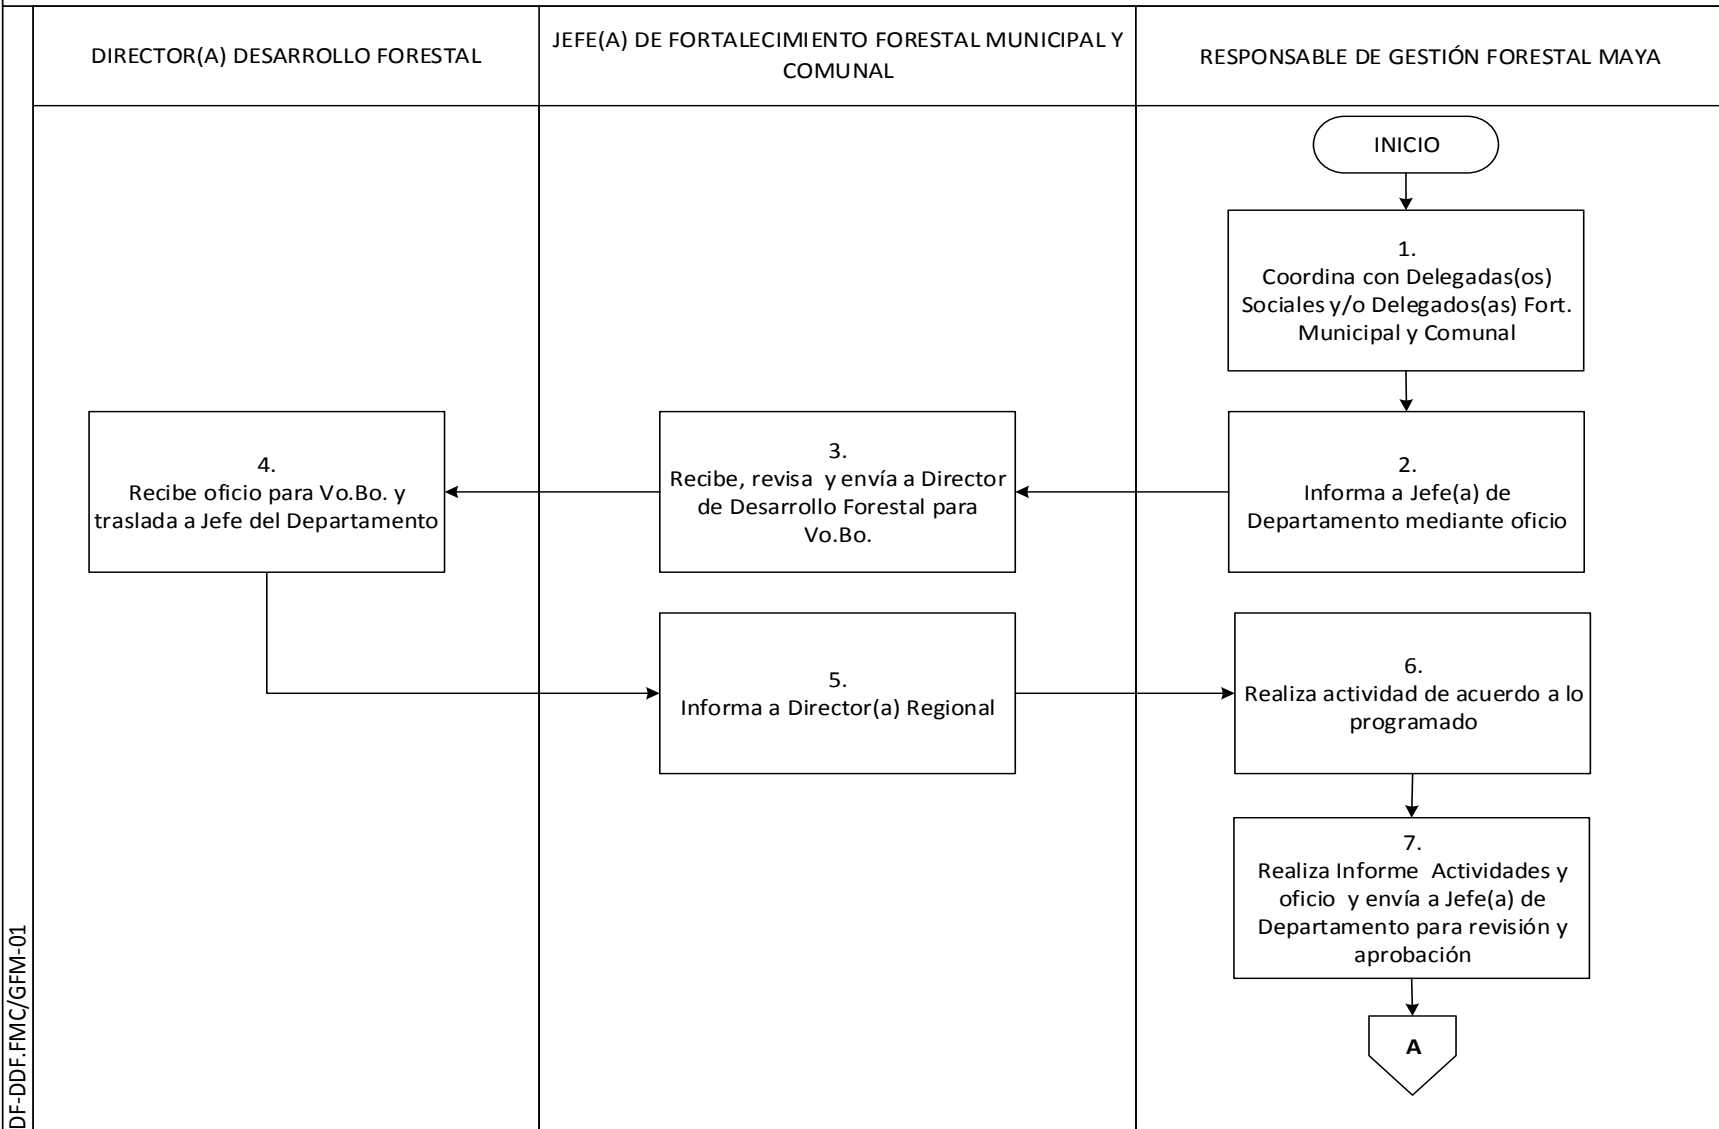 DIRECTOR(A) DESARROLLO FORESTAL
JEFE(A) DE FORTALECIMIENTO FORESTAL MUNICIPAL Y
COMUNAL
RESPONSABLE DE GESTIÓN FORESTAL MAYA
INICIO
1.
Coordina con Delegadas(os)
Sociales y/o Delegados(as) Fort.
Municipal y Comunal
2.
Informa a Jefe(a) de
Departamento mediante oficio
3.
Recibe, revisa y envía a Director
de Desarrollo Forestal para
Vo.Bo.
4.
Recibe oficio para Vo.Bo. y
traslada a Jefe del Departamento
5.
Informa a Director(a) Regional
6.
Realiza actividad de acuerdo a lo
programado
7.
Realiza Informe Actividades y
oficio y envía a Jefe(a) de
Departamento para revisión y
aprobación
A
DF-DDF.FMC/GFM-01